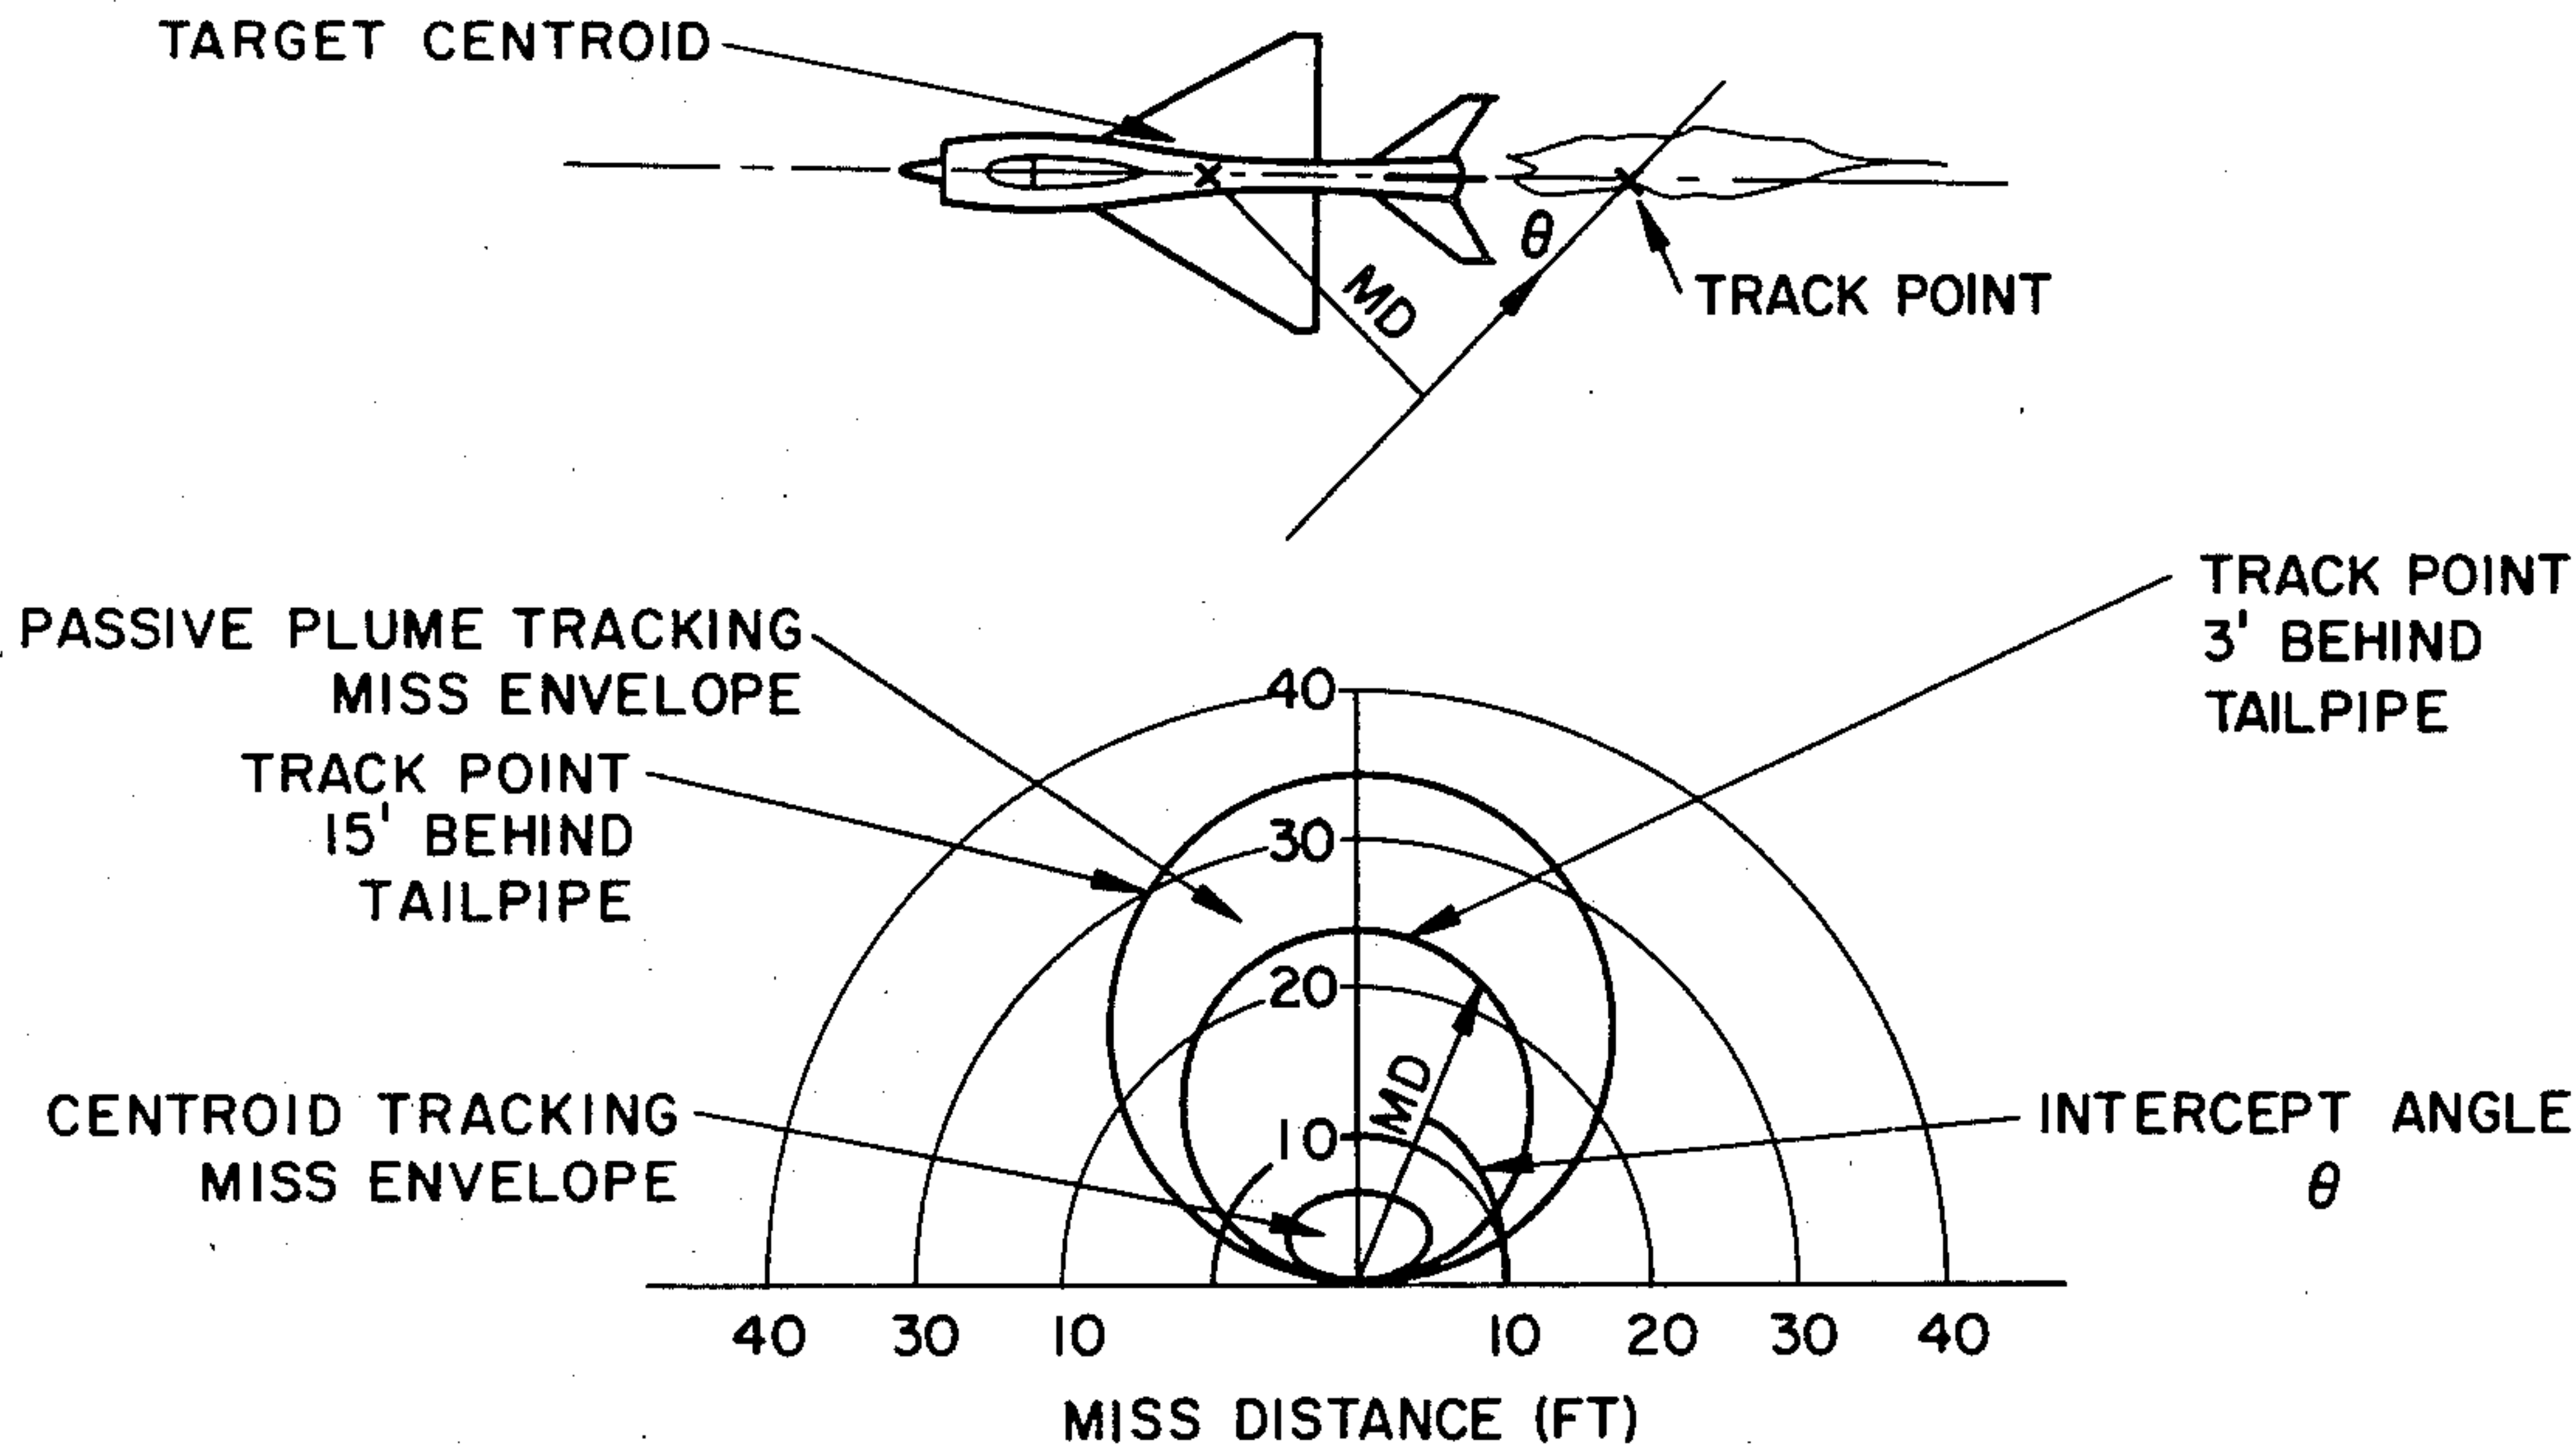 TARGET CENTROID
MD
θ
TRACK POINT
PASSIVE PLUME TRACKING
MISS ENVELOPE
TRACK POINT
3' BEHIND
TAILPIPE
TRACK POINT
15' BEHIND
TAILPIPE
40
30
20
10
MD
CENTROID TRACKING
MISS ENVELOPE
INTERCEPT ANGLE
θ
40 30 10 10 20 30 40
MISS DISTANCE (FT)